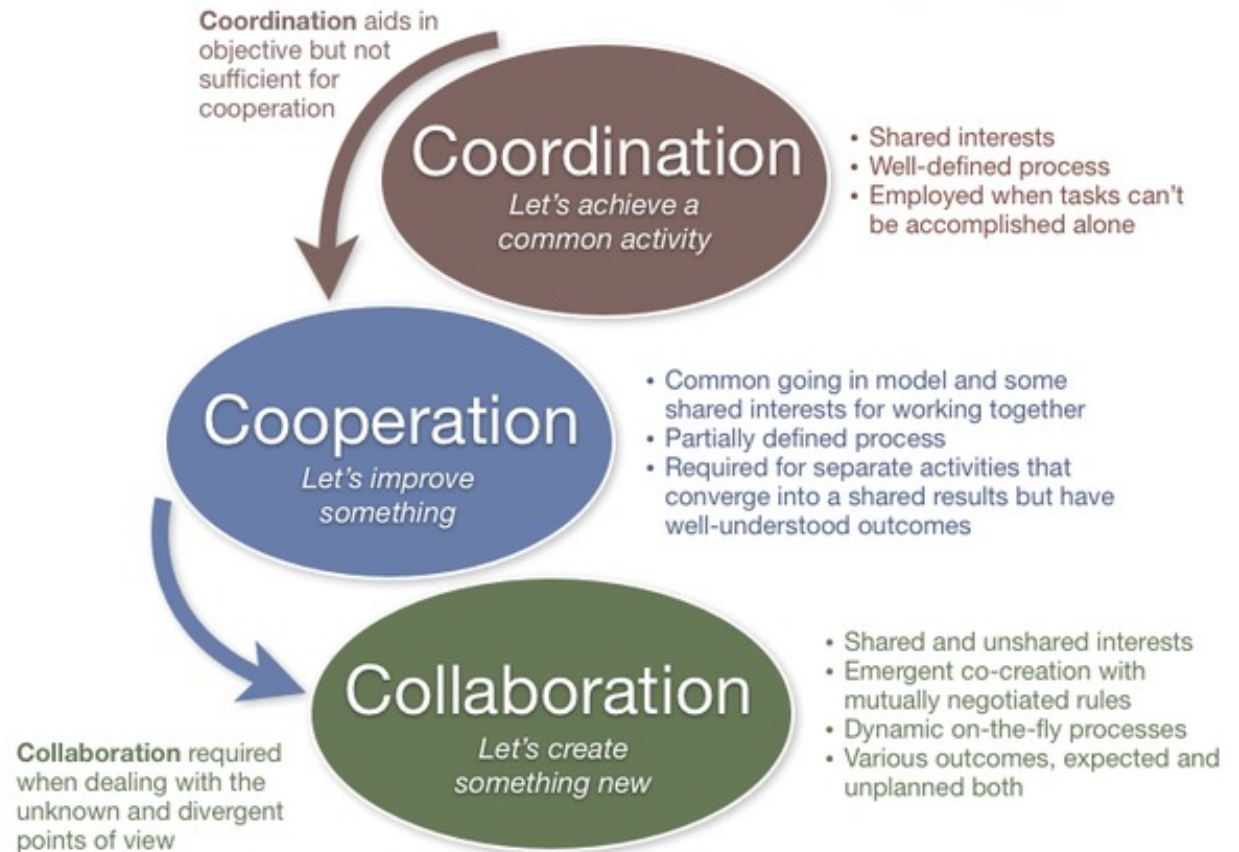 Coordination aids in
objective but not
sufficient for
cooperation
Coordination
Let's achieve a
common activity
• Shared interests
• Well-defined process
• Employed when tasks can't
be accomplished alone
Cooperation
Let's improve
something
• Common going in model and some
shared interests for working together
• Partially defined process
• Required for separate activities that
converge into a shared results but have
well-understood outcomes
Collaboration
Let's create
something new
• Shared and unshared interests
• Emergent co-creation with
mutually negotiated rules
• Dynamic on-the-fly processes
• Various outcomes, expected and
unplanned both
Collaboration required
when dealing with the
unknown and divergent
points of view